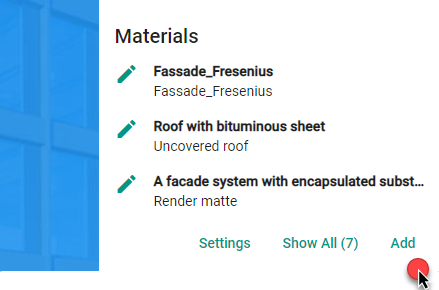 Materials
Fassade_Fresenius
Fassade_Fresenius
Roof with bituminous sheet
Uncovered roof
A facade system with encapsulated subst...
Render matte
Settings Show All (7) Add